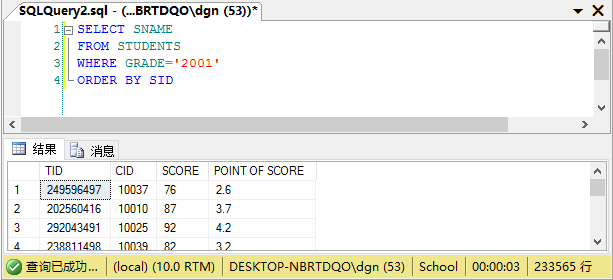 SQLQuery2.sql - (...BRTDQO\dgn (53))*
1 SELECT SNAME
2 FROM STUDENTS
3 WHERE GRADE='2001'
4 ORDER BY SID
结果 消息
TID CID SCORE POINT OF SCORE
1 249596497 10037 76 2.6
2 202560416 10010 87 3.7
3 292043491 10025 92 4.2
4 238811498 10039 82 3.2
查询已成功... (local) (10.0 RTM) DESKTOP-NBRTDQO\dgn (53) School 00:00:03 233565 行